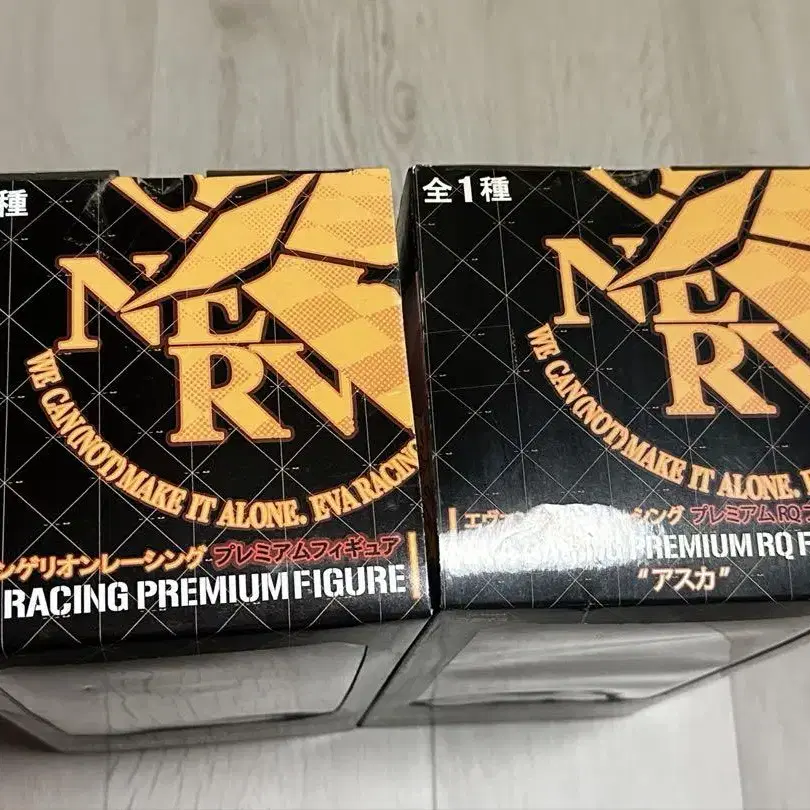 種
NERV
WE CAN (NOT) MAKE IT ALONE. EVA RACING
ンゲリオンレーシング プレミアムフィギュア
RACING PREMIUM FIGURE
全1種
NERV
WE CAN (NOT) MAKE IT ALONE.
エヴ シング プレミアムRQフ
PREMIUM RQ F
"アスカ"